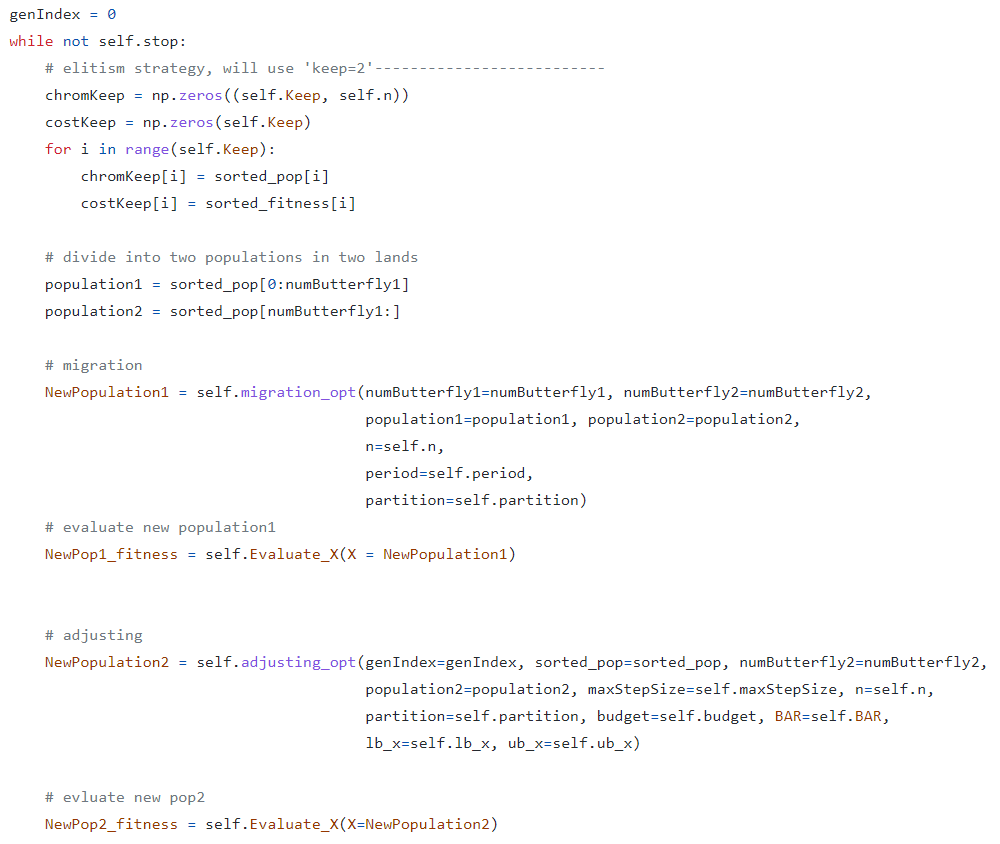 genIndex = 0
while not self.stop:
    # elitism strategy, will use 'keep=2'--------------------------
    chromKeep = np.zeros((self.Keep, self.n))
    costKeep = np.zeros(self.Keep)
    for i in range(self.Keep):
        chromKeep[i] = sorted_pop[i]
        costKeep[i] = sorted_fitness[i]

    # divide into two populations in two lands
    population1 = sorted_pop[0:numButterfly1]
    population2 = sorted_pop[numButterfly1:]

    # migration
    NewPopulation1 = self.migration_opt(numButterfly1=numButterfly1, numButterfly2=numButterfly2,
                                        population1=population1, population2=population2,
                                        n=self.n,
                                        period=self.period,
                                        partition=self.partition)
    # evaluate new population1
    NewPop1_fitness = self.Evaluate_X(X = NewPopulation1)


    # adjusting
    NewPopulation2 = self.adjusting_opt(genIndex=genIndex, sorted_pop=sorted_pop, numButterfly2=numButterfly2,
                                        population2=population2, maxStepSize=self.maxStepSize, n=self.n,
                                        partition=self.partition, budget=self.budget, BAR=self.BAR,
                                        lb_x=self.lb_x, ub_x=self.ub_x)

    # evluate new pop2
    NewPop2_fitness = self.Evaluate_X(X=NewPopulation2)